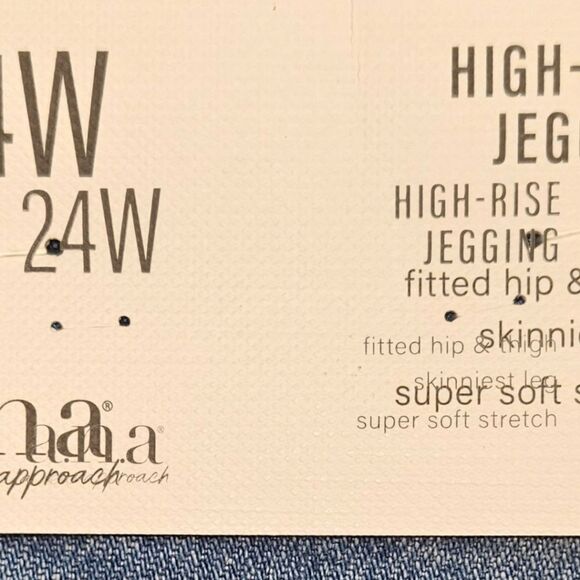 4W
24W
HIGH-
JEG
HIGH-RISE
JEGGING
fitted hip &
skinnie
fitted hip & thigh
skinniest leg
super soft s
super soft stretch
a.n.a®
approach